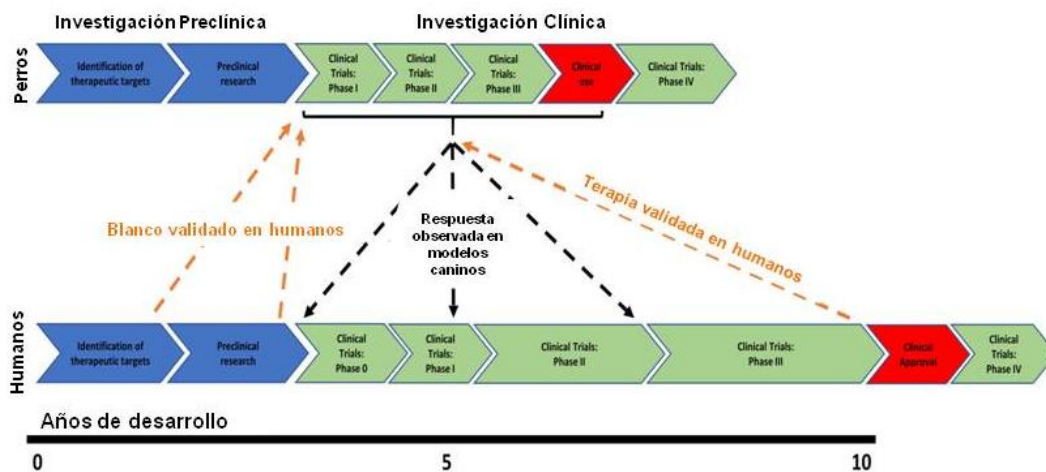 Investigación Preclínica
Investigación Clínica
Perros
Identification of
therapeutic targets
Preclinical
research
Clinical
Trials:
Phase I
Clinical
Trials:
Phase II
Clinical
Trials:
Phase III
Clinical
use
Clinical Trials:
Phase IV
Blanco validado en humanos
Respuesta
observada en
modelos
caninos
Terapía validada en humanos
Humanos
Identification of
therapeutic targets
Preclinical
research
Clinical
Trials:
Phase 0
Clinical
Trials:
Phase I
Clinical Trials:
Phase II
Clinical Trials:
Phase III
Clinical
Approval
Clinical
Trials:
Phase IV
Años de desarrollo
0
5
10